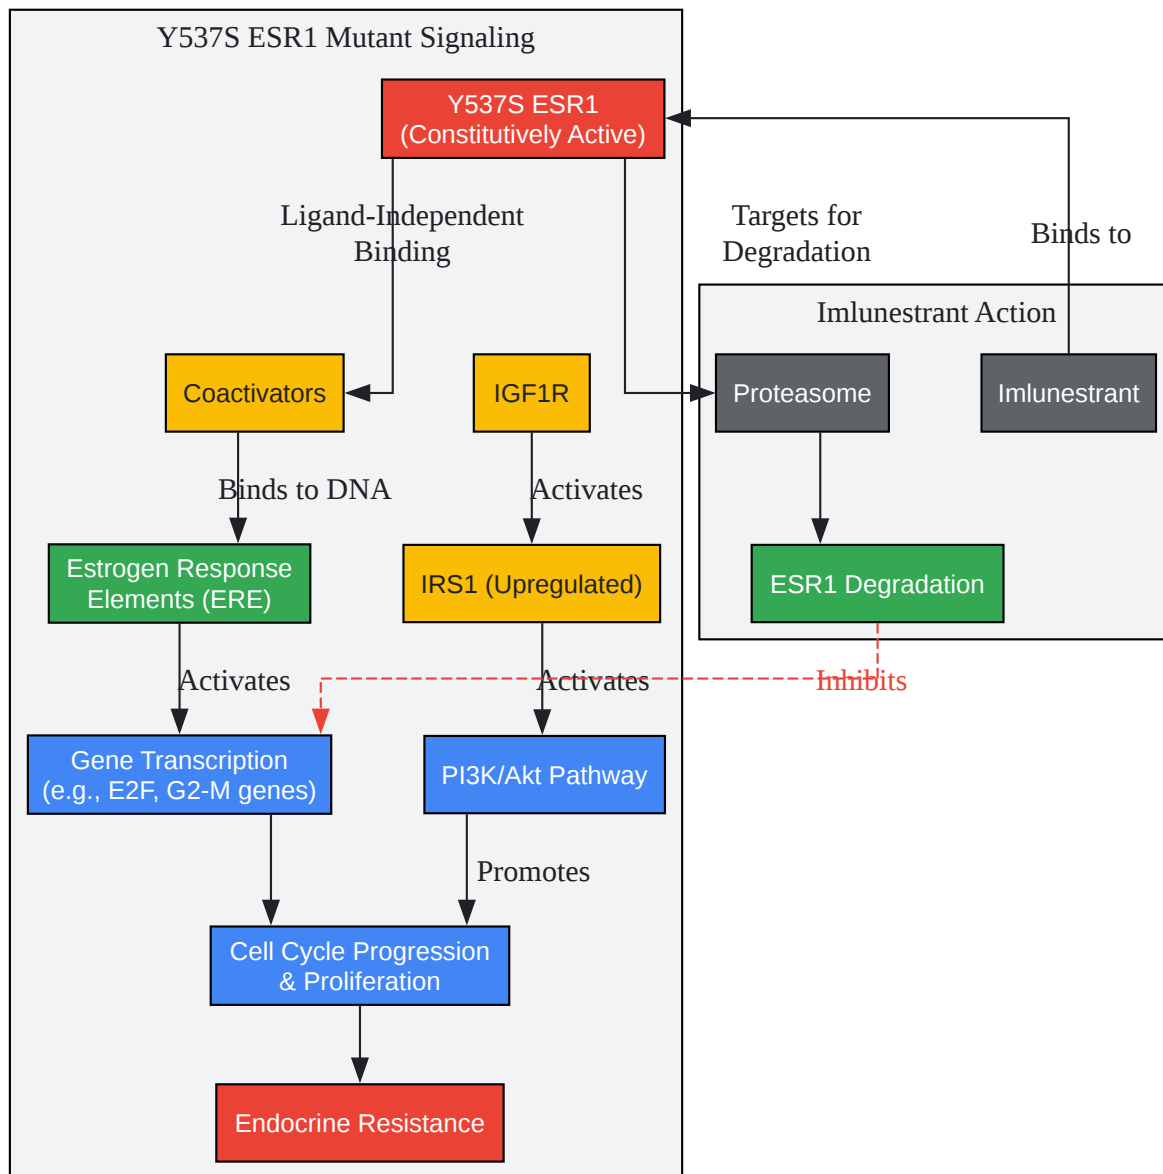 Y537S ESR1 Mutant Signaling
Y537S ESR1
(Constitutively Active)
Ligand-Independent
Binding
Targets for
Degradation
Binds to
Imlunestrant Action
Coactivators
IGF1R
Proteasome
Imlunestrant
Binds to DNA
Activates
Estrogen Response
Elements (ERE)
IRS1 (Upregulated)
ESR1 Degradation
Activates
Activates
Inhibits
Gene Transcription
(e.g., E2F, G2-M genes)
PI3K/Akt Pathway
Promotes
Cell Cycle Progression
& Proliferation
Endocrine Resistance